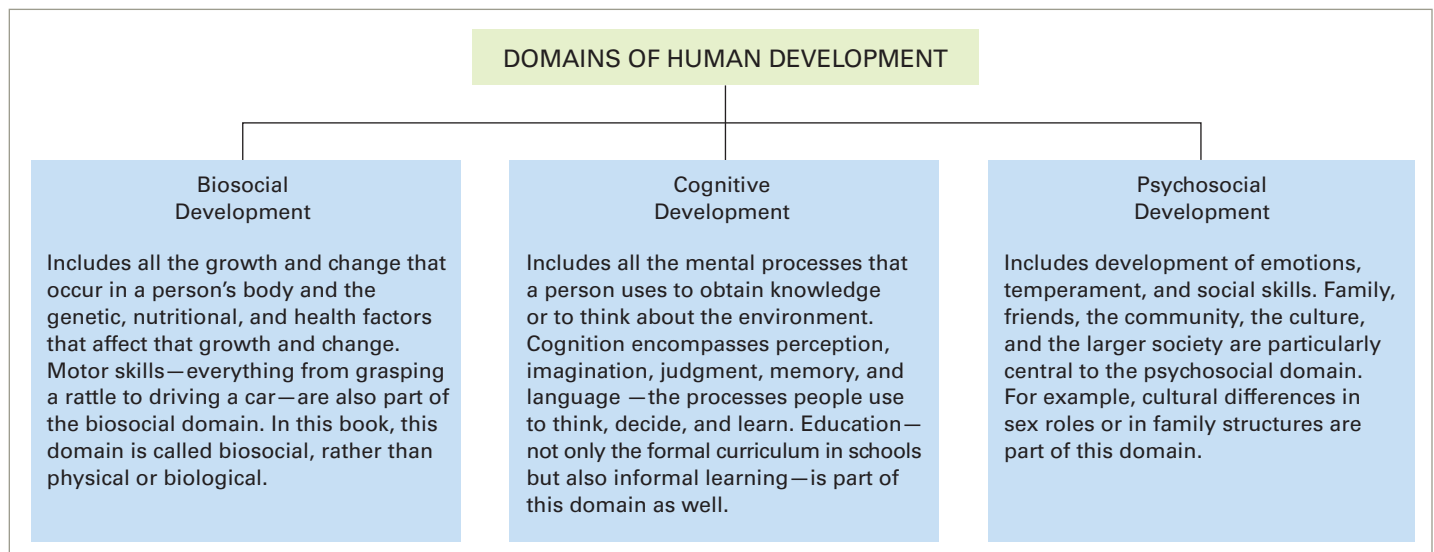 DOMAINS OF HUMAN DEVELOPMENT
Biosocial
Development
Includes all the growth and change that
occur in a person’s body and the
genetic, nutritional, and health factors
that affect that growth and change.
Motor skills—everything from grasping
a rattle to driving a car—are also part of
the biosocial domain. In this book, this
domain is called biosocial, rather than
physical or biological.
Cognitive
Development
Includes all the mental processes that
a person uses to obtain knowledge
or to think about the environment.
Cognition encompasses perception,
imagination, judgment, memory, and
language —the processes people use
to think, decide, and learn. Education—
not only the formal curriculum in schools
but also informal learning—is part of
this domain as well.
Psychosocial
Development
Includes development of emotions,
temperament, and social skills. Family,
friends, the community, the culture,
and the larger society are particularly
central to the psychosocial domain.
For example, cultural differences in
sex roles or in family structures are
part of this domain.